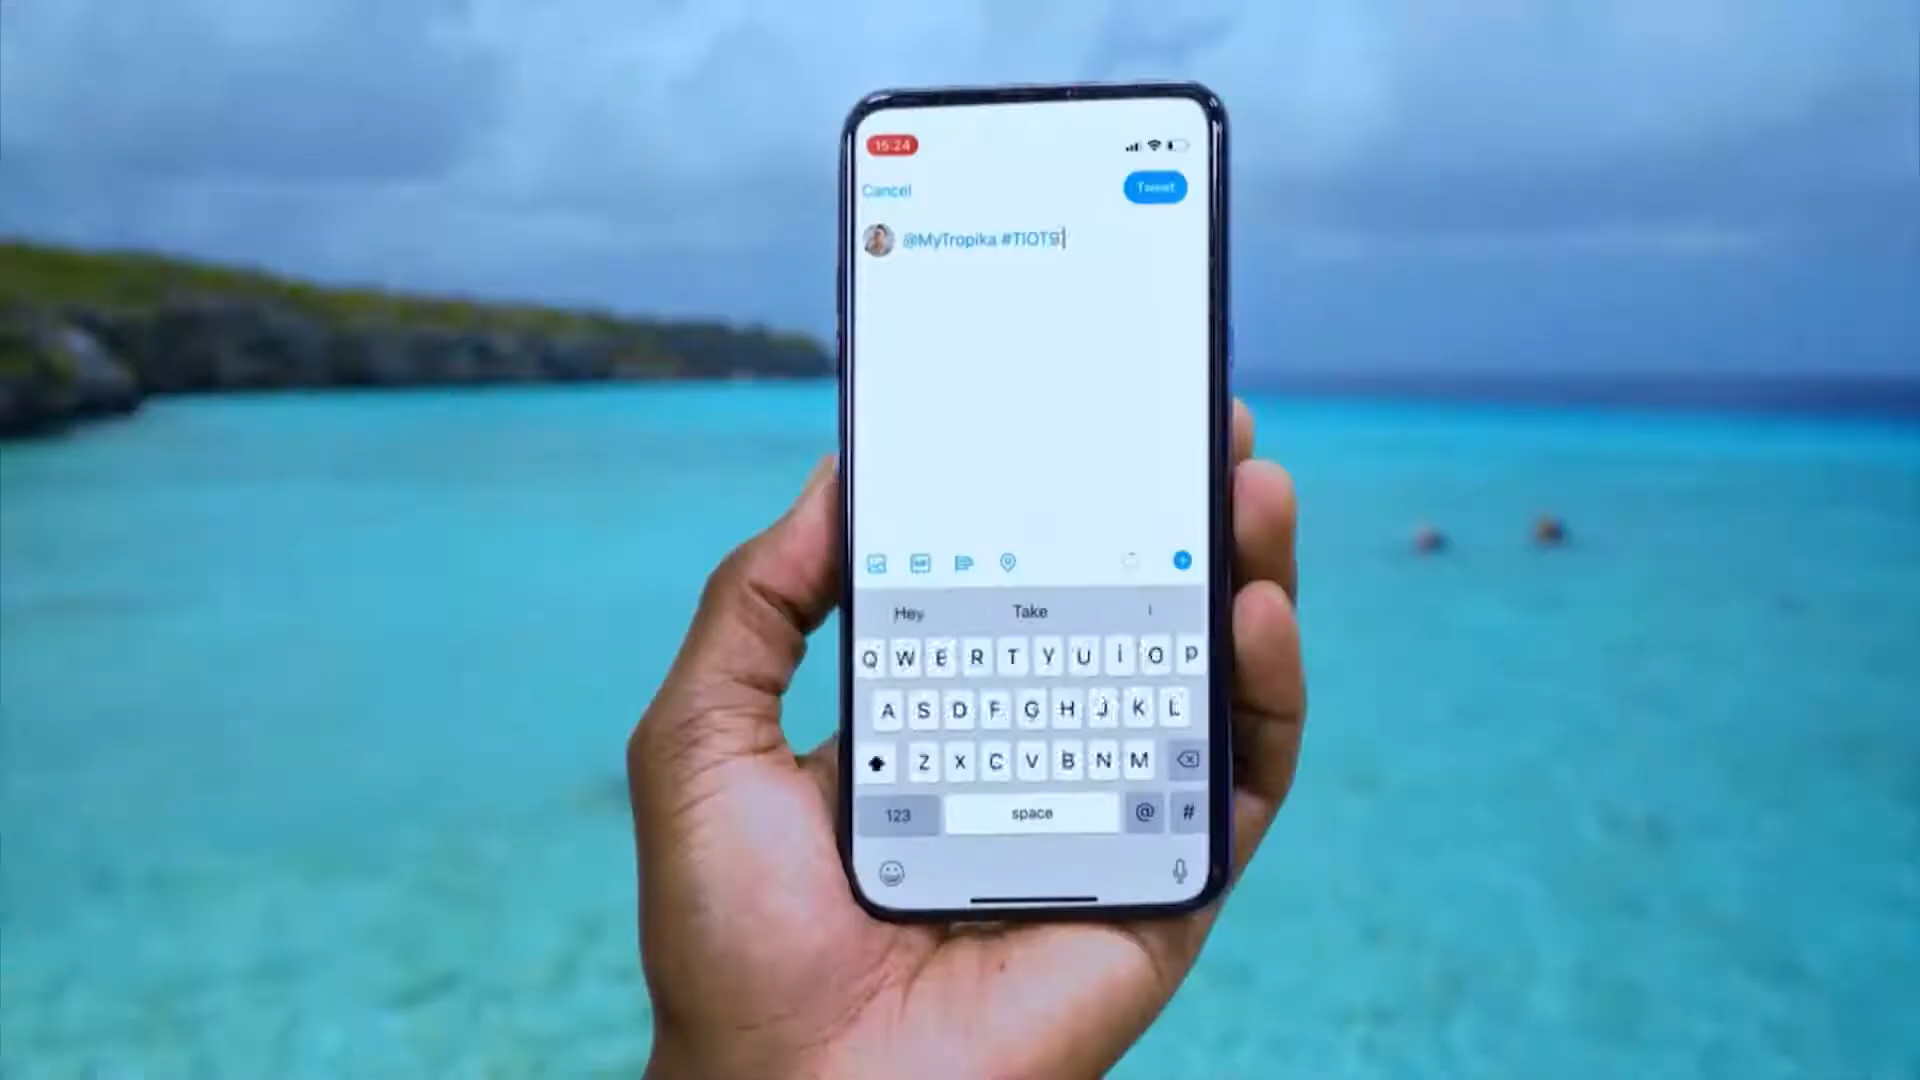 15:24
Cancel
Tweet
@MyTropika #TIOT9
Hey Take I
Q W E R T Y U I O P
A S D F G H J K L
Z X C V B N M
123 space @ #